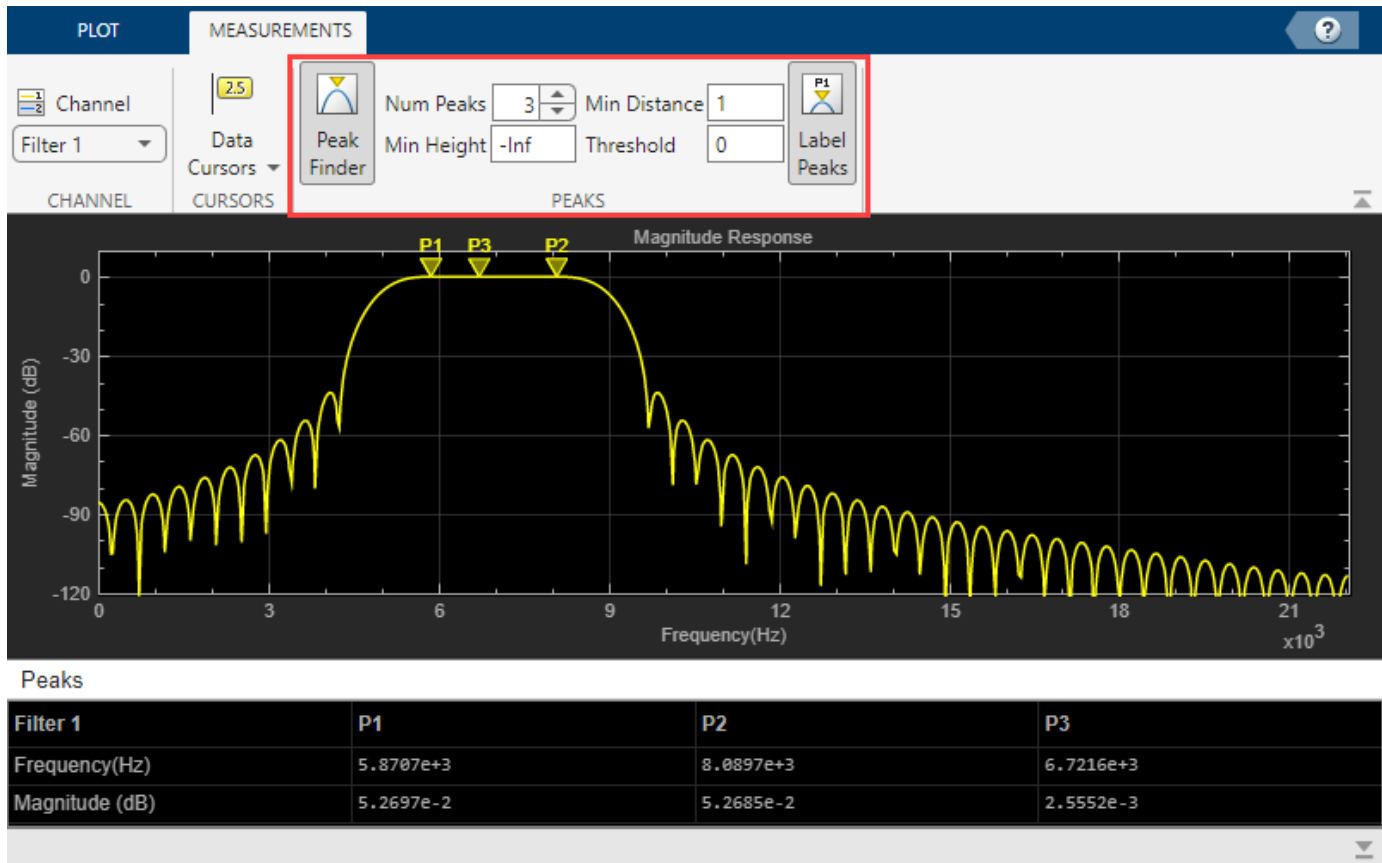 PLOT MEASUREMENTS ?
Channel
Filter 1
CHANNEL
2.5
Data
Cursors
CURSORS
Peak
Finder
Num Peaks 3 Min Distance 1
Min Height -Inf Threshold 0
P1
Label
Peaks
PEAKS
Magnitude Response
P1 P3 P2
Magnitude (dB)
0
-30
-60
-90
-120
0 3 6 9 12 15 18 21
Frequency(Hz)
x10^3
Peaks
Filter 1 P1 P2 P3
Frequency(Hz) 5.8707e+3 8.0897e+3 6.7216e+3
Magnitude (dB) 5.2697e-2 5.2685e-2 2.5552e-3